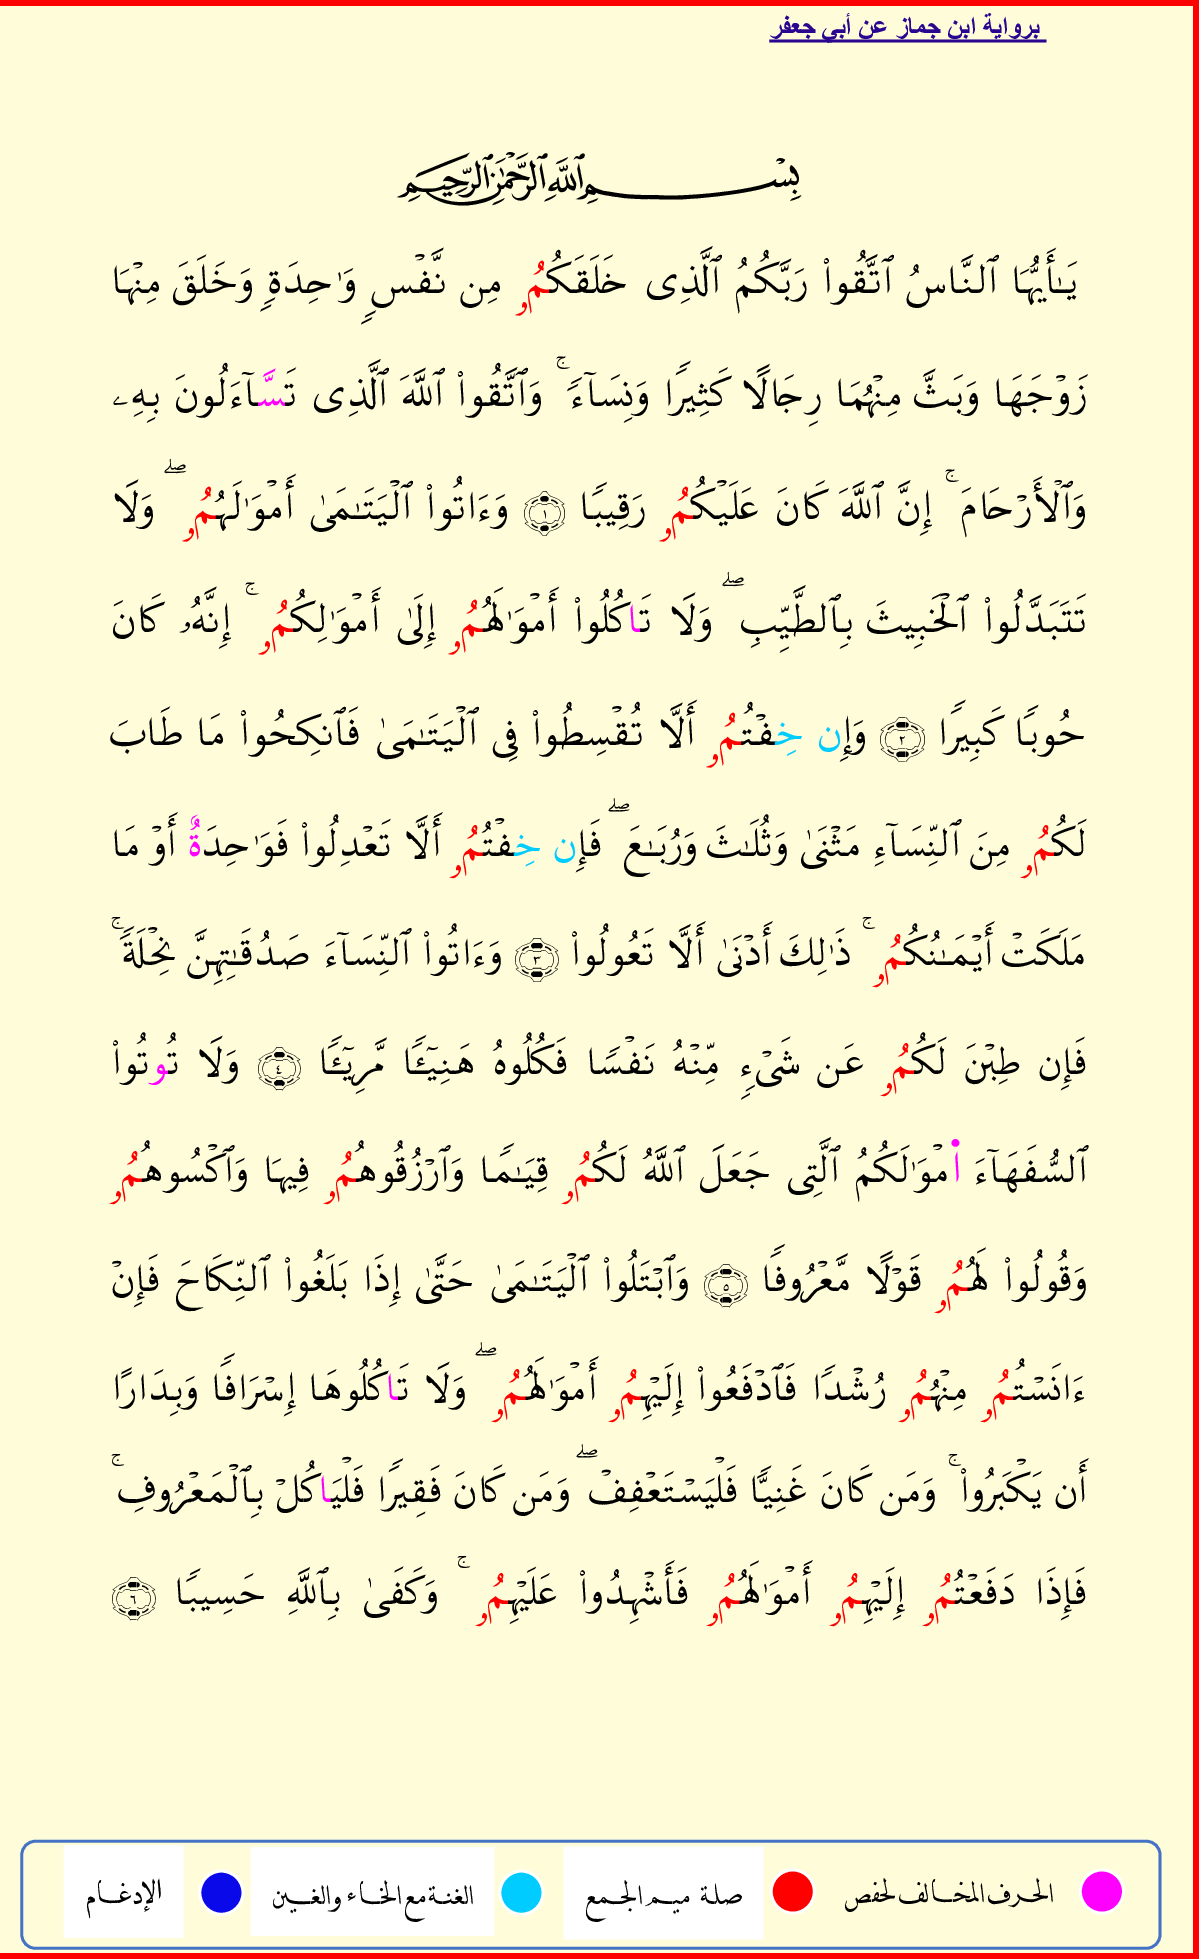 برواية ابن جماز عن أبي جعفر
بِسْمِ ٱللَّهِ ٱلرَّحْمَٰنِ ٱلرَّحِيمِ
يَـٰٓأَيُّهَا ٱلنَّاسُ ٱتَّقُوا۟ رَبَّكُمُ ٱلَّذِى خَلَقَكُمُۥ مِن نَّفْسٍ وَٰحِدَةٍ وَخَلَقَ مِنْهَا
زَوْجَهَا وَبَثَّ مِنْهُمَا رِجَالًا كَثِيرًا وَنِسَآءً ۚ وَٱتَّقُوا۟ ٱللَّهَ ٱلَّذِى تَسَّآءَلُونَ بِهِۦ
وَٱلْأَرْحَامَ ۚ إِنَّ ٱللَّهَ كَانَ عَلَيْكُمُۥ رَقِيبًا ١ وَءَاتُوا۟ ٱلْيَتَـٰمَىٰ أَمْوَٰلَهُمُۥ ۖ وَلَا
تَتَبَدَّلُوا۟ ٱلْخَبِيثَ بِٱلطَّيِّبِ ۖ وَلَا تَاكُلُوا۟ أَمْوَٰلَهُمُۥ إِلَىٰ أَمْوَٰلِكُمُۥ ۚ إِنَّهُۥ كَانَ
حُوبًا كَبِيرًا ٢ وَإِن خِفْتُمُۥ أَلَّا تُقْسِطُوا۟ فِى ٱلْيَتَـٰمَىٰ فَٱنكِحُوا۟ مَا طَابَ
لَكُمُۥ مِنَ ٱلنِّسَآءِ مَثْنَىٰ وَثُلَـٰثَ وَرُبَـٰعَ ۖ فَإِن خِفْتُمُۥ أَلَّا تَعْدِلُوا۟ فَوَٰحِدَةٌ أَوْ مَا
مَلَكَتْ أَيْمَـٰنُكُمُۥ ۚ ذَٰلِكَ أَدْنَىٰ أَلَّا تَعُولُوا۟ ٣ وَءَاتُوا۟ ٱلنِّسَآءَ صَدُقَـٰتِهِنَّ نِحْلَةً ۚ
فَإِن طِبْنَ لَكُمُۥ عَن شَىْءٍ مِّنْهُ نَفْسًا فَكُلُوهُ هَنِيٓـًٔا مَّرِيٓـًٔا ٤ وَلَا تُوتُوا۟
ٱلسُّفَهَآءَ اَ۬مْوَٰلَكُمُ ٱلَّتِى جَعَلَ ٱللَّهُ لَكُمُۥ قِيَـٰمًا وَٱرْزُقُوهُمُۥ فِيهَا وَٱكْسُوهُمُۥ
وَقُولُوا۟ لَهُمُۥ قَوْلًا مَّعْرُوفًا ٥ وَٱبْتَلُوا۟ ٱلْيَتَـٰمَىٰ حَتَّىٰ إِذَا بَلَغُوا۟ ٱلنِّكَاحَ فَإِنْ
ءَانَسْتُمُۥ مِنْهُمُۥ رُشْدًا فَٱدْفَعُوا۟ إِلَيْهِمُۥ أَمْوَٰلَهُمُۥ ۖ وَلَا تَاكُلُوهَا إِسْرَافًا وَبِدَارًا
أَن يَكْبَرُوا۟ ۚ وَمَن كَانَ غَنِيًّا فَلْيَسْتَعْفِفْ ۖ وَمَن كَانَ فَقِيرًا فَلْيَاكُلْ بِٱلْمَعْرُوفِ ۚ
فَإِذَا دَفَعْتُمُۥ إِلَيْهِمُۥ أَمْوَٰلَهُمُۥ فَأَشْهِدُوا۟ عَلَيْهِمُۥ ۚ وَكَفَىٰ بِٱللَّهِ حَسِيبًا ٦
الحرف المخالف لحفص صلة ميم الجمع الغنة مع الخاء والغين الإدغام